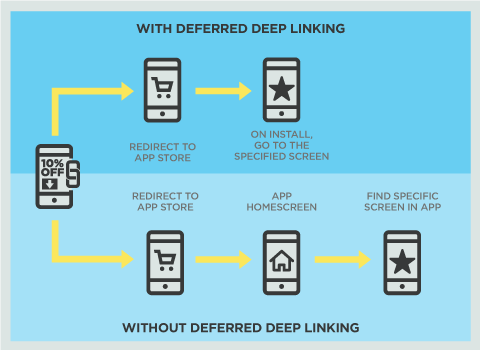 WITH DEFERRED DEEP LINKING
REDIRECT TO
APP STORE
ON INSTALL,
GO TO THE
SPECIFIED SCREEN
10%
OFF
REDIRECT TO
APP STORE
APP
HOMESCREEN
FIND SPECIFIC
SCREEN IN APP
WITHOUT DEFERRED DEEP LINKING